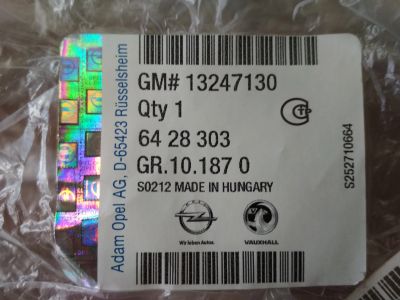 Adam Opel AG, D-65423 Rüsselsheim
GM# 13247130
Qty 1
64 28 303
GR.10.187 0
S0212 MADE IN HUNGARY
Wir leben Autos.
VAUXHALL
S252710664